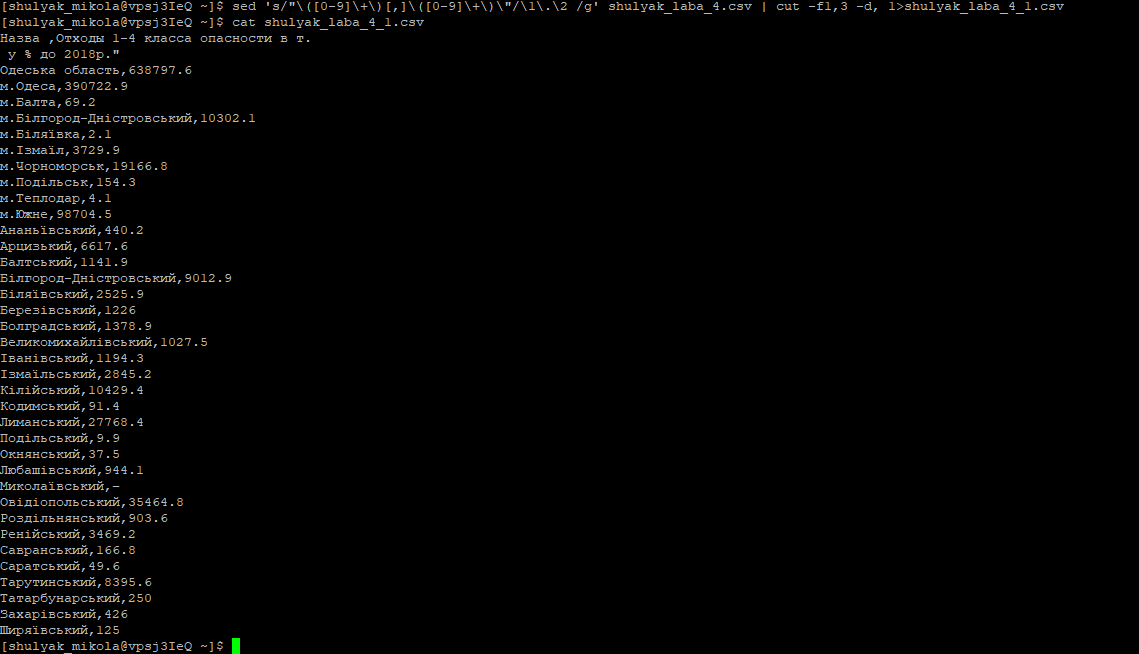 [shulyak_mikola@vpsj3IeQ ~]$ sed 's/"\([0-9]\+\)[,]\([0-9]\+\)\"/\1\.\2 /g' shulyak_laba_4.csv | cut -f1,3 -d, 1>shulyak_laba_4_1.csv
[shulyak_mikola@vpsj3IeQ ~]$ cat shulyak_laba_4_1.csv
Назва ,Отходы 1-4 класса опасности в т.
 у % до 2018р."
Одеська область,638797.6
м.Одеса,390722.9
м.Балта,69.2
м.Білгород-Дністровський,10302.1
м.Біляївка,2.1
м.Ізмаїл,3729.9
м.Чорноморськ,19166.8
м.Подільськ,154.3
м.Теплодар,4.1
м.Южне,98704.5
Ананьївський,440.2
Арцизький,6617.6
Балтський,1141.9
Білгород-Дністровський,9012.9
Біляївський,2525.9
Березівський,1226
Болградський,1378.9
Великомихайлівський,1027.5
Іванівський,1194.3
Ізмаїльський,2845.2
Кілійський,10429.4
Кодимський,91.4
Лиманський,27768.4
Подільський,9.9
Окнянський,37.5
Любашівський,944.1
Миколаївський,-
Овідіопольський,35464.8
Роздільнянський,903.6
Ренійський,3469.2
Савранський,166.8
Саратський,49.6
Тарутинський,8395.6
Татарбунарський,250
Захарівський,426
Ширяївський,125
[shulyak_mikola@vpsj3IeQ ~]$